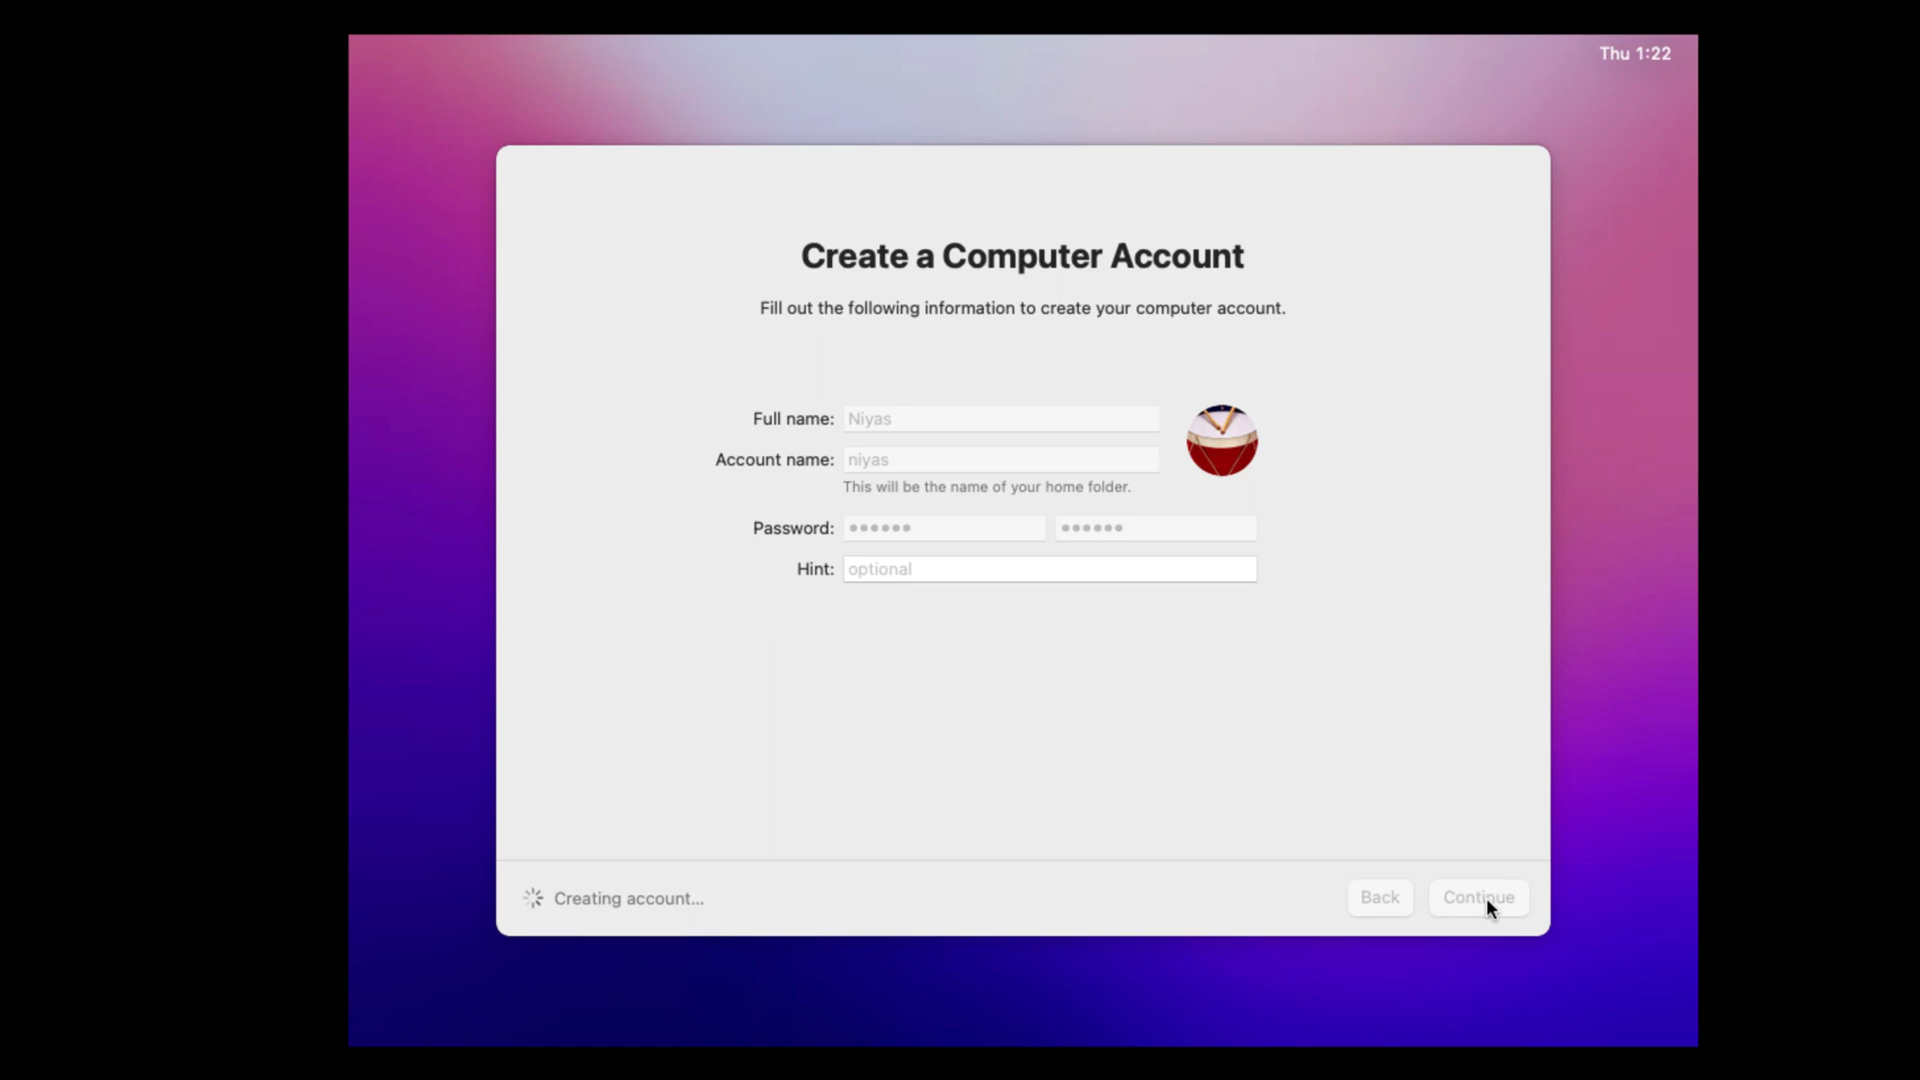 Thu 1:22
Create a Computer Account
Fill out the following information to create your computer account.
Full name: Niyas
Account name: niyas
This will be the name of your home folder.
Password: •••••• ••••••
Hint: optional
Creating account...
Back Continue